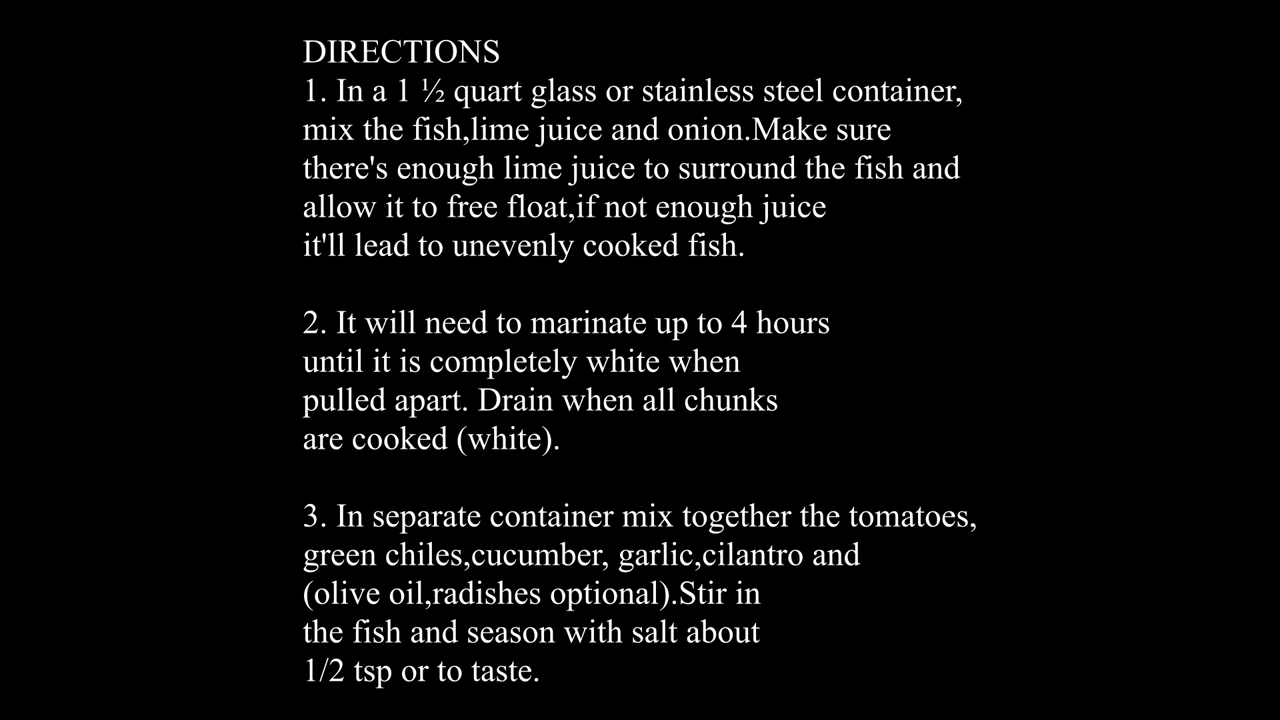 DIRECTIONS
1. In a 1 ½ quart glass or stainless steel container,
mix the fish,lime juice and onion.Make sure
there's enough lime juice to surround the fish and
allow it to free float,if not enough juice
it'll lead to unevenly cooked fish.
2. It will need to marinate up to 4 hours
until it is completely white when
pulled apart. Drain when all chunks
are cooked (white).
3. In separate container mix together the tomatoes,
green chiles,cucumber, garlic,cilantro and
(olive oil,radishes optional).Stir in
the fish and season with salt about
1/2 tsp or to taste.